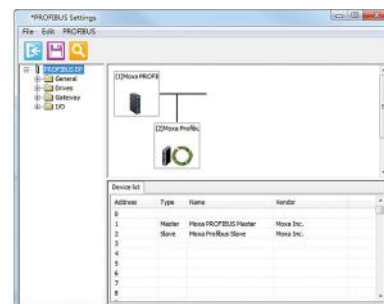 *PROFIBUS Settings
File Edit PROFIBUS
PROFIBUS DP
General
Drives
Gateway
I/O
(1)Moxa PROFIB
(2)Moxa Profibu
Device list
Address Type Name Vendor
0
1 Master Moxa PROFIBUS Master Moxa Inc.
2 Slave Moxa Profibus Slave Moxa Inc.
3
4
5
6
7
8